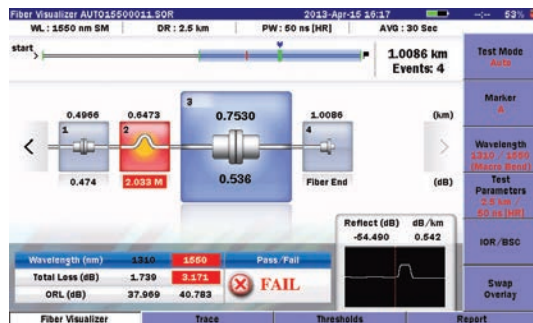 Fiber Visualizer AUTO15500011.SOR 2013-Apr-15 16:17 --:-- 53%
WL: 1550 nm SM DR: 2.5 km PW: 50 ns [HR] AVG: 30 Sec
start
1.0086 km
Events: 4
Test Mode
Auto
Marker
A
Wavelength
1310 / 1550
(Macro Bend)
Test
Parameters
2.5 km /
50 ns [HR]
IOR/BSC
Swap
Overlay
0.4966 0.6473 3 0.7530 1.0086 (km)
1 2 4
0.474 2.033 M 0.536 Fiber End (dB)
Reflect (dB) dB/km
-54.490 0.542
Wavelength (nm) 1310 1550 Pass/Fail
Total Loss (dB) 1.739 3.171 FAIL
ORL (dB) 37.969 40.783
Fiber Visualizer Trace Thresholds Report